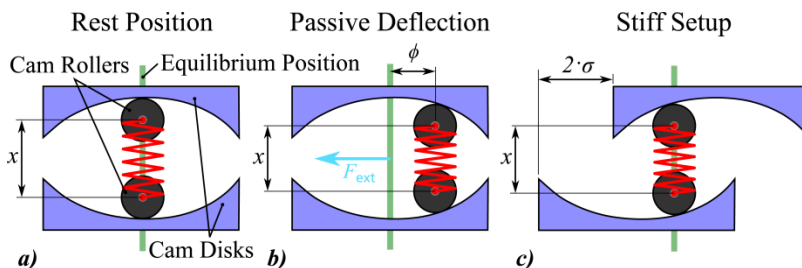 Rest Position
Passive Deflection
Stiff Setup
Cam Rollers
Equilibrium Position
ϕ
2·σ
x
x
x
F_ext
Cam Disks
a)
b)
c)